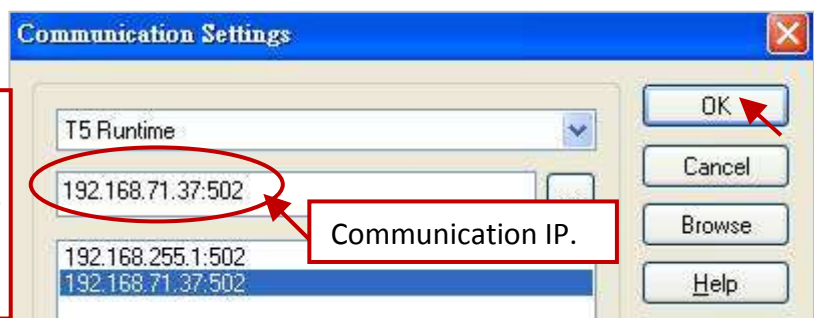 Communication Settings
T5 Runtime
OK
192.168.71.37:502
...
Cancel
Communication IP.
Browse
192.168.255.1:502
192.168.71.37:502
Help